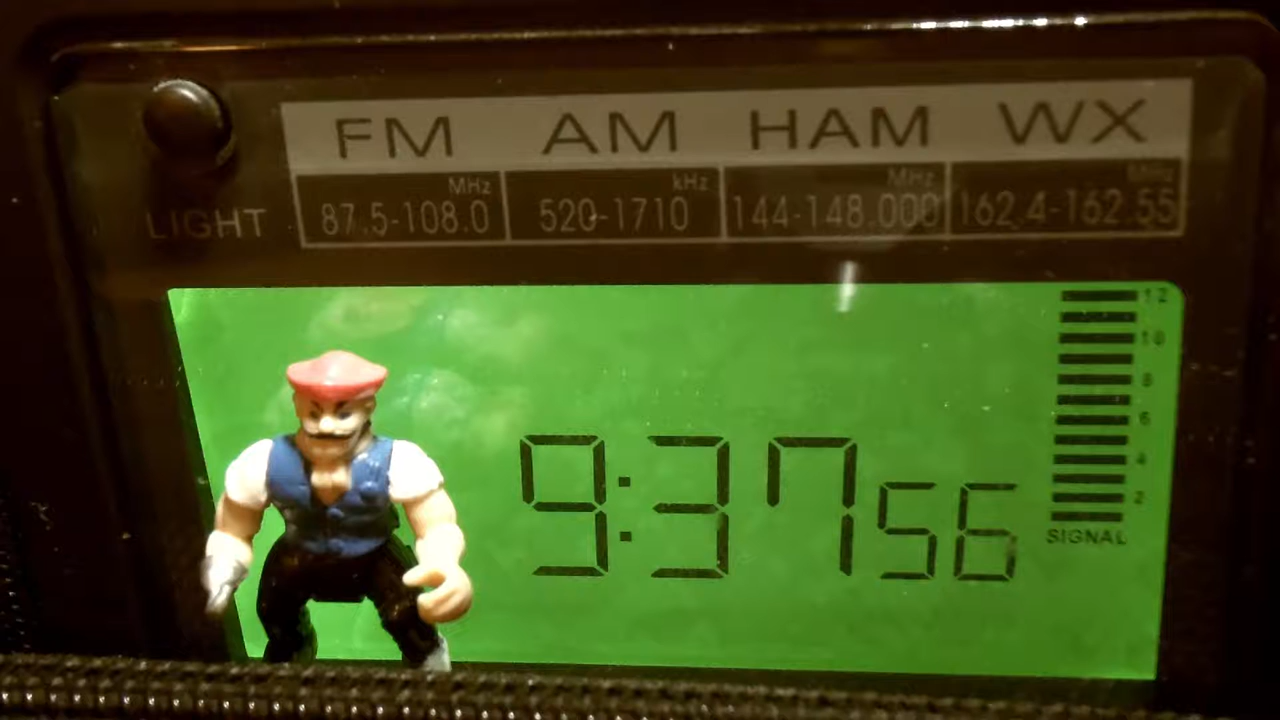 FM AM HAM WX
MHz kHz MHz MHz
LIGHT 87.5-108.0 520-1710 144-148.000 162.4-162.55
12
10
8
6
4
2
9:37 56
SIGNAL